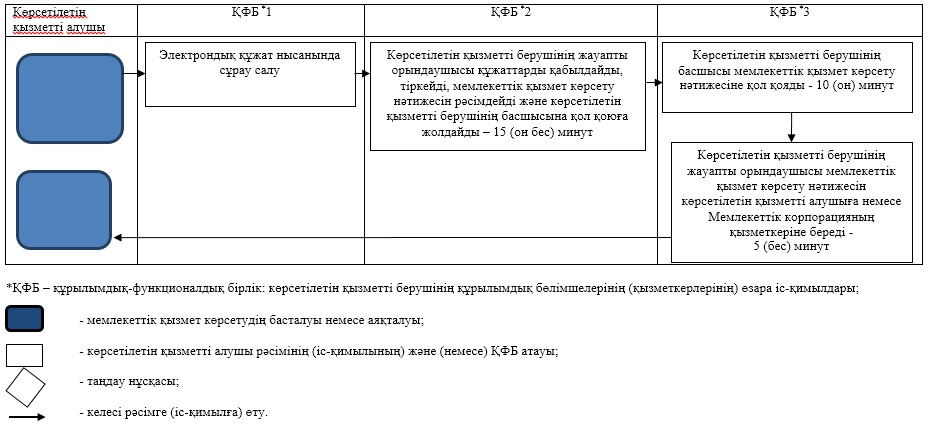 Көрсетілетін
қызметті алушы
ҚФБ *1
ҚФБ *2
ҚФБ *3
Электрондық құжат нысанында
сұрау салу
Көрсетілетін қызметті берушінің жауапты
орындаушысы құжаттарды қабылдайды,
тіркейді, мемлекеттік қызмет көрсету
нәтижесін рәсімдейді және көрсетілетін
қызметті берушінің басшысына қол қоюға
жолдайды – 15 (он бес) минут
Көрсетілетін қызметті берушінің
басшысы мемлекеттік қызмет көрсету
нәтижесіне қол қояды - 10 (он) минут
Көрсетілетін қызметті берушінің
жауапты орындаушысы мемлекеттік
қызмет көрсету нәтижесін
көрсетілетін қызметті алушыға немесе
Мемлекеттік корпорацияның
қызметкеріне береді -
5 (бес) минут
*ҚФБ – құрылымдық-функционалдық бірлік: көрсетілетін қызметті берушінің құрылымдық бөлімшелерінің (қызметкерлерінің) өзара іс-қимылдары;
- мемлекеттік қызмет көрсетудің басталуы немесе аяқталуы;
- көрсетілетін қызметті алушы рәсімінің (іс-қимылының) және (немесе) ҚФБ атауы;
- таңдау нұсқасы;
- келесі рәсімге (іс-қимылға) өту.